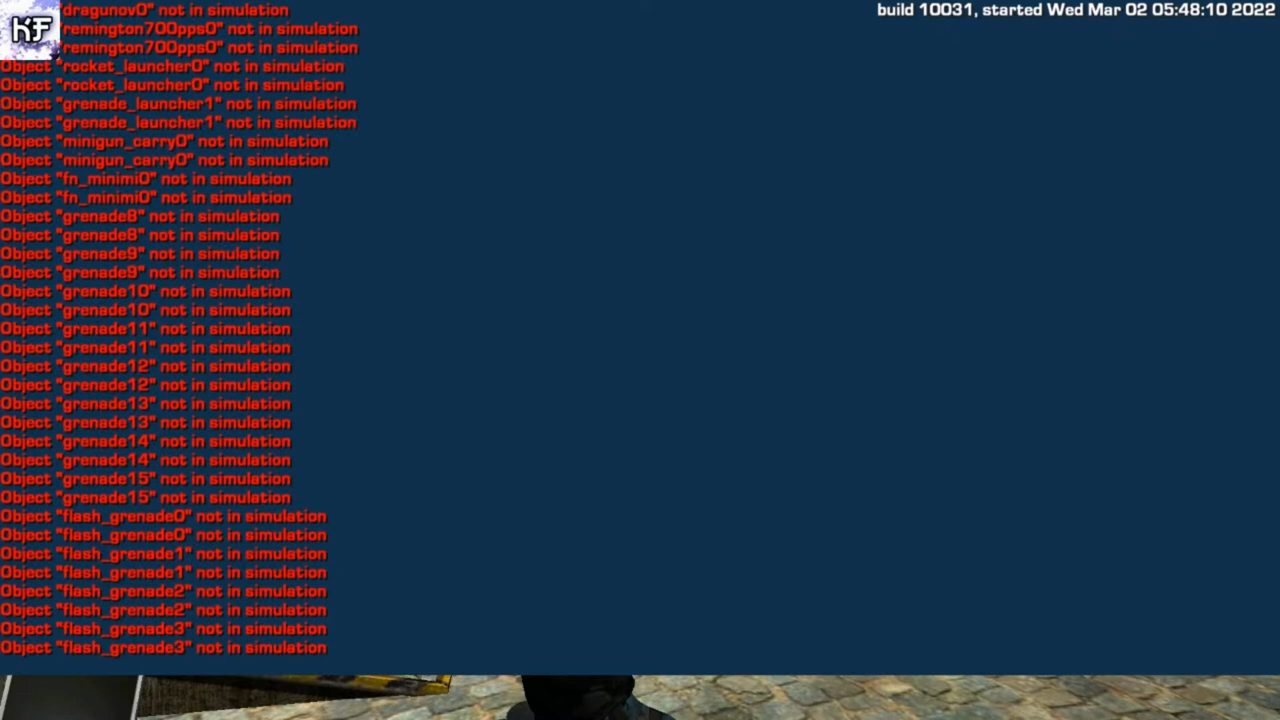 "dragunov0" not in simulation
build 10031, started Wed Mar 02 05:48:10 2022
KF
"remington700pps0" not in simulation
"remington700pps0" not in simulation
Object "rocket_launcher0" not in simulation
Object "rocket_launcher0" not in simulation
Object "grenade_launcher1" not in simulation
Object "grenade_launcher1" not in simulation
Object "minigun_carry0" not in simulation
Object "minigun_carry0" not in simulation
Object "fn_minimi0" not in simulation
Object "fn_minimi0" not in simulation
Object "grenade8" not in simulation
Object "grenade8" not in simulation
Object "grenade9" not in simulation
Object "grenade9" not in simulation
Object "grenade10" not in simulation
Object "grenade10" not in simulation
Object "grenade11" not in simulation
Object "grenade11" not in simulation
Object "grenade12" not in simulation
Object "grenade12" not in simulation
Object "grenade13" not in simulation
Object "grenade13" not in simulation
Object "grenade14" not in simulation
Object "grenade14" not in simulation
Object "grenade15" not in simulation
Object "grenade15" not in simulation
Object "flash_grenade0" not in simulation
Object "flash_grenade0" not in simulation
Object "flash_grenade1" not in simulation
Object "flash_grenade1" not in simulation
Object "flash_grenade2" not in simulation
Object "flash_grenade2" not in simulation
Object "flash_grenade3" not in simulation
Object "flash_grenade3" not in simulation